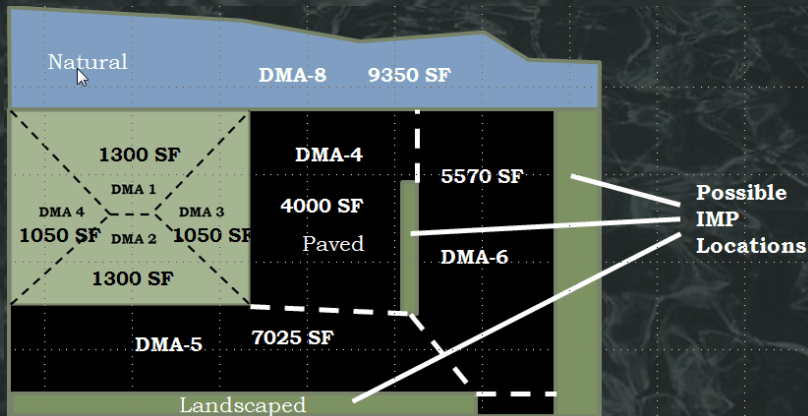 Natural
DMA-8 9350 SF
1300 SF
DMA 1
DMA 4
DMA 3
1050 SF
DMA 2
1050 SF
1300 SF
DMA-4
4000 SF
Paved
5570 SF
DMA-6
Possible
IMP
Locations
DMA-5
7025 SF
Landscaped